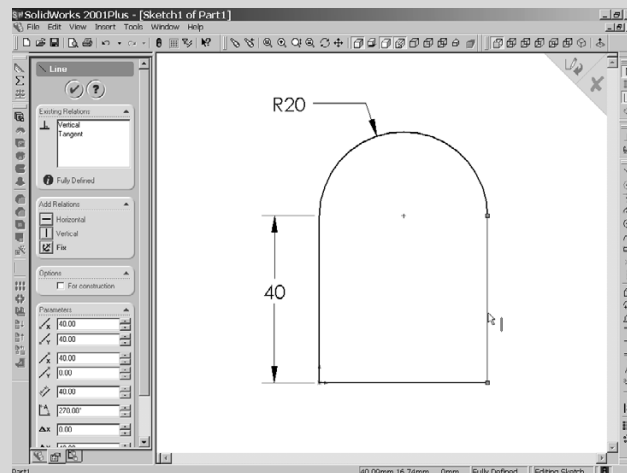 SolidWorks 2001Plus - [Sketch1 of Part1]
File Edit View Insert Tools Window Help
Line
Existing Relations
Vertical
Tangent
Fully Defined
Add Relations
Horizontal
Vertical
Fix
Options
For construction
Parameters
40.00
40.00
40.00
0.00
40.00
270.00°
0.00
R20
40
Part1
40.00mm 16.74mm 0mm Fully Defined Editing Sketch